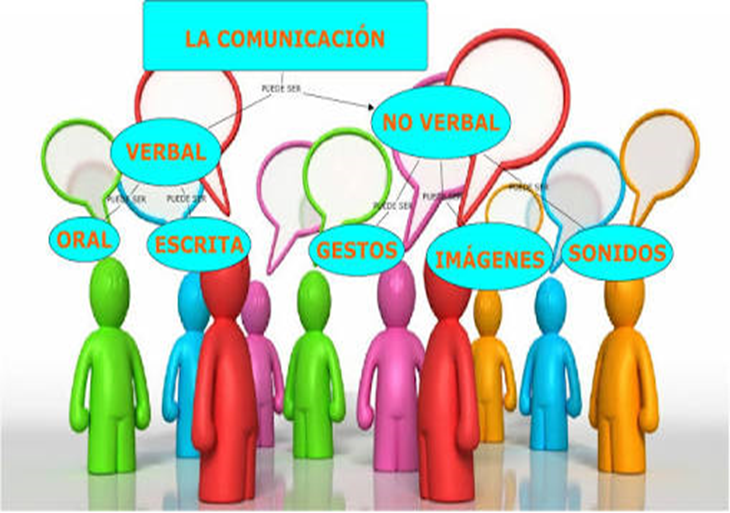 LA COMUNICACIÓN
PUEDE SER
VERBAL
NO VERBAL
PUEDE SER
PUEDE SER
PUEDE SER
PUEDE SER
PUEDE SER
ORAL
ESCRITA
GESTOS
IMÁGENES
SONIDOS